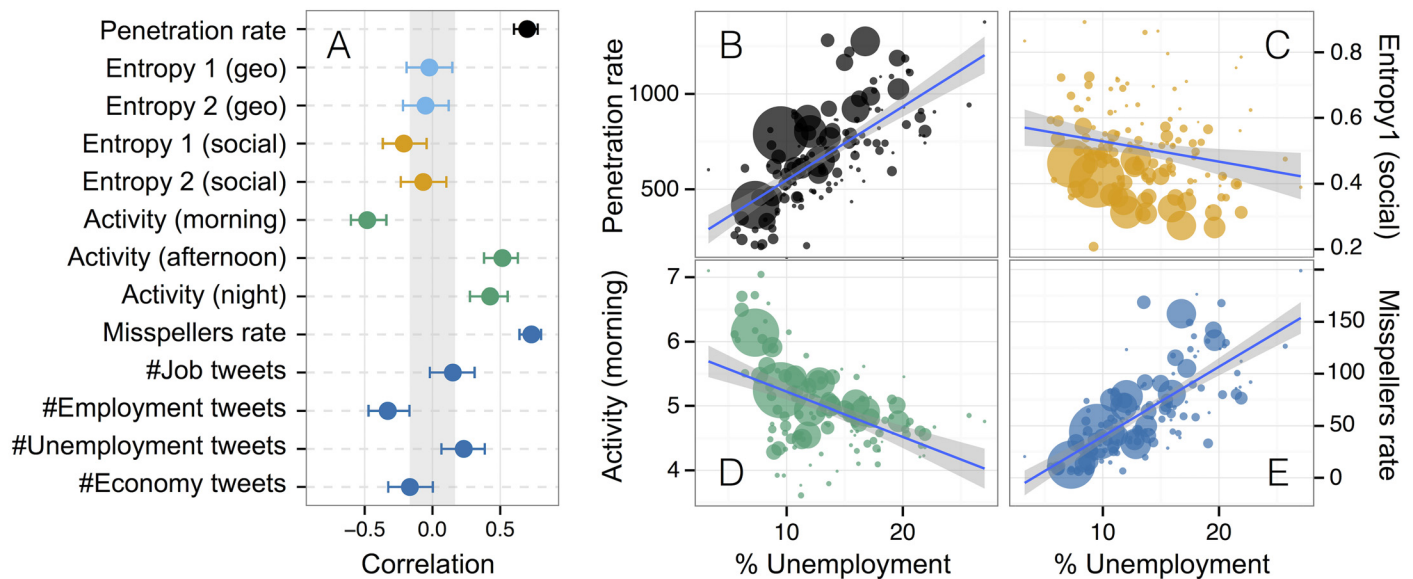 A
Penetration rate
Entropy 1 (geo)
Entropy 2 (geo)
Entropy 1 (social)
Entropy 2 (social)
Activity (morning)
Activity (afternoon)
Activity (night)
Misspellers rate
#Job tweets
#Employment tweets
#Unemployment tweets
#Economy tweets
−0.5 0.0 0.5
Correlation
B
Penetration rate
1000
500
C
0.8
0.6
0.4
0.2
Entropy1 (social)
D
Activity (morning)
7
6
5
4
10 20
% Unemployment
E
150
100
50
0
Misspellers rate
10 20
% Unemployment